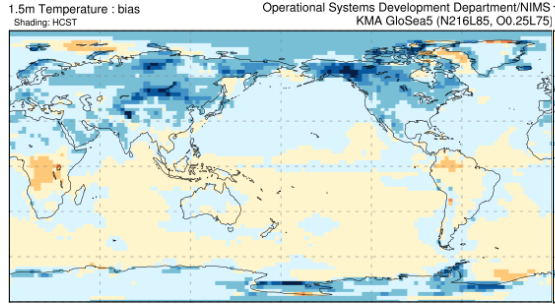 1.5m Temperature : bias
Operational Systems Development Department/NIMS
Shading: HCST
KMA GloSea5 (N216L85, O0.25L75)